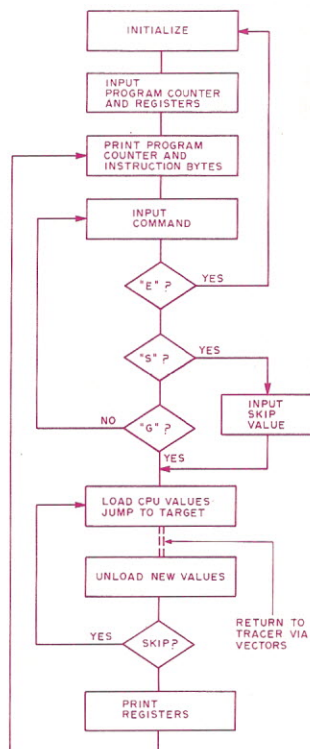 INITIALIZE
INPUT
PROGRAM COUNTER
AND REGISTERS
PRINT PROGRAM
COUNTER AND
INSTRUCTION BYTES
INPUT
COMMAND
"E"?
YES
"S"?
YES
INPUT
SKIP
VALUE
"G"?
NO
YES
LOAD CPU VALUES
JUMP TO TARGET
RETURN TO
TRACER VIA
VECTORS
UNLOAD NEW VALUES
SKIP?
YES
PRINT
REGISTERS